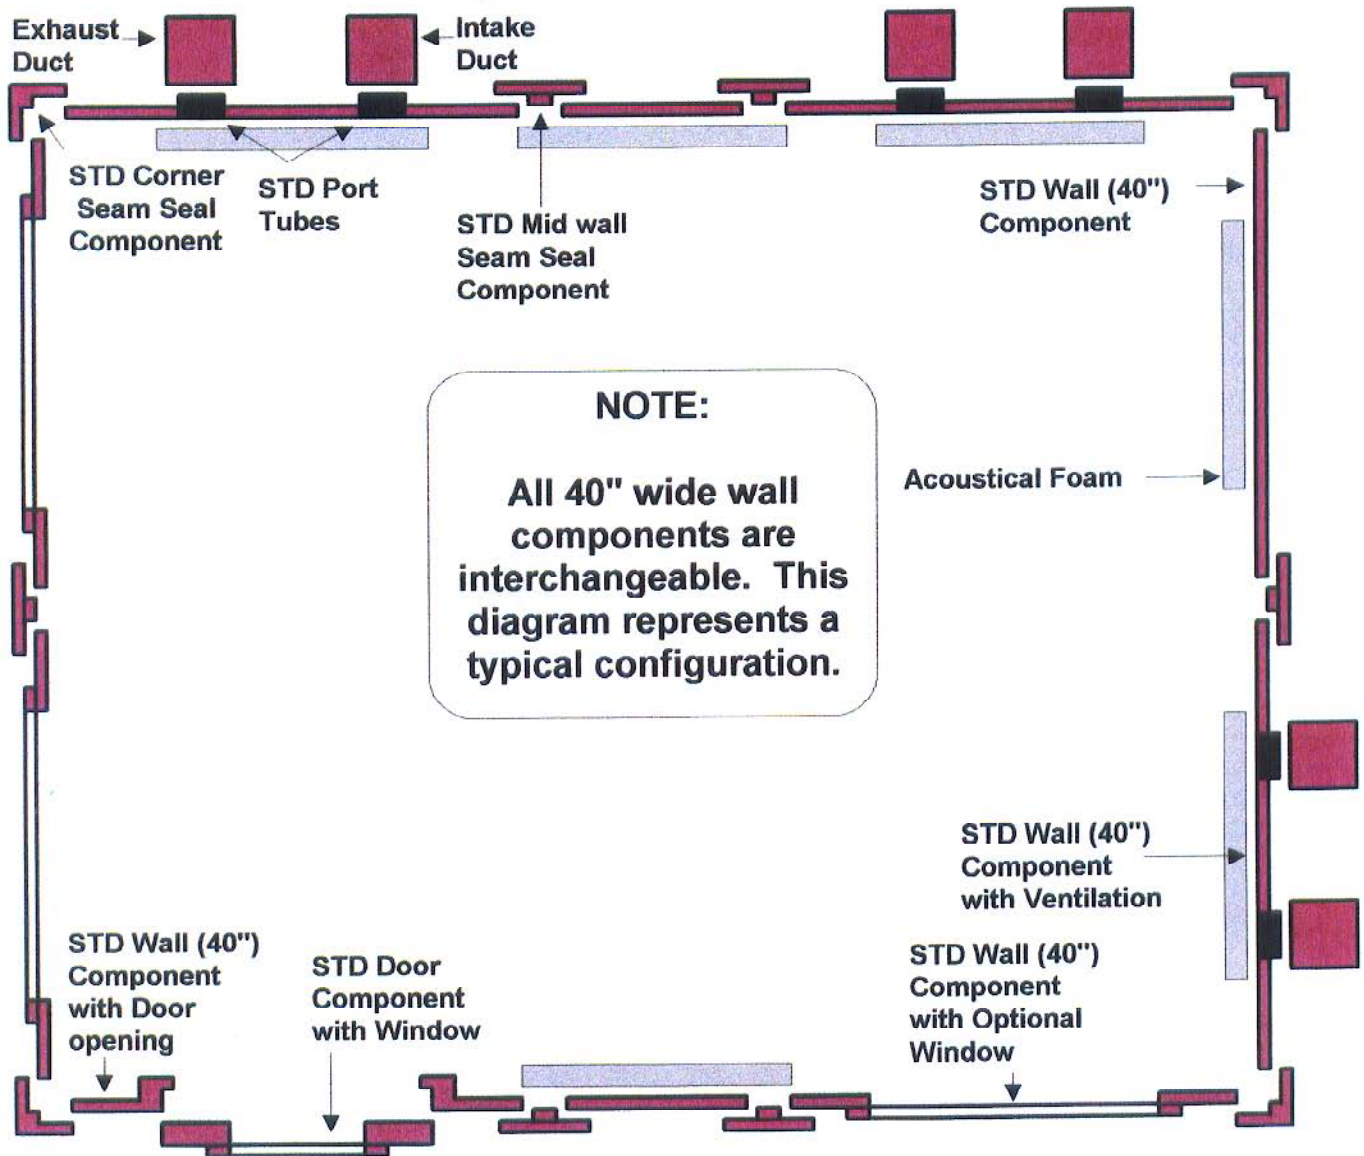 Exhaust
Duct
Intake
Duct
STD Corner
Seam Seal
Component
STD Port
Tubes
STD Mid wall
Seam Seal
Component
STD Wall (40")
Component
NOTE:
All 40" wide wall
components are
interchangeable. This
diagram represents a
typical configuration.
Acoustical Foam
STD Wall (40")
Component
with Ventilation
STD Wall (40")
Component
with Door
opening
STD Door
Component
with Window
STD Wall (40")
Component
with Optional
Window